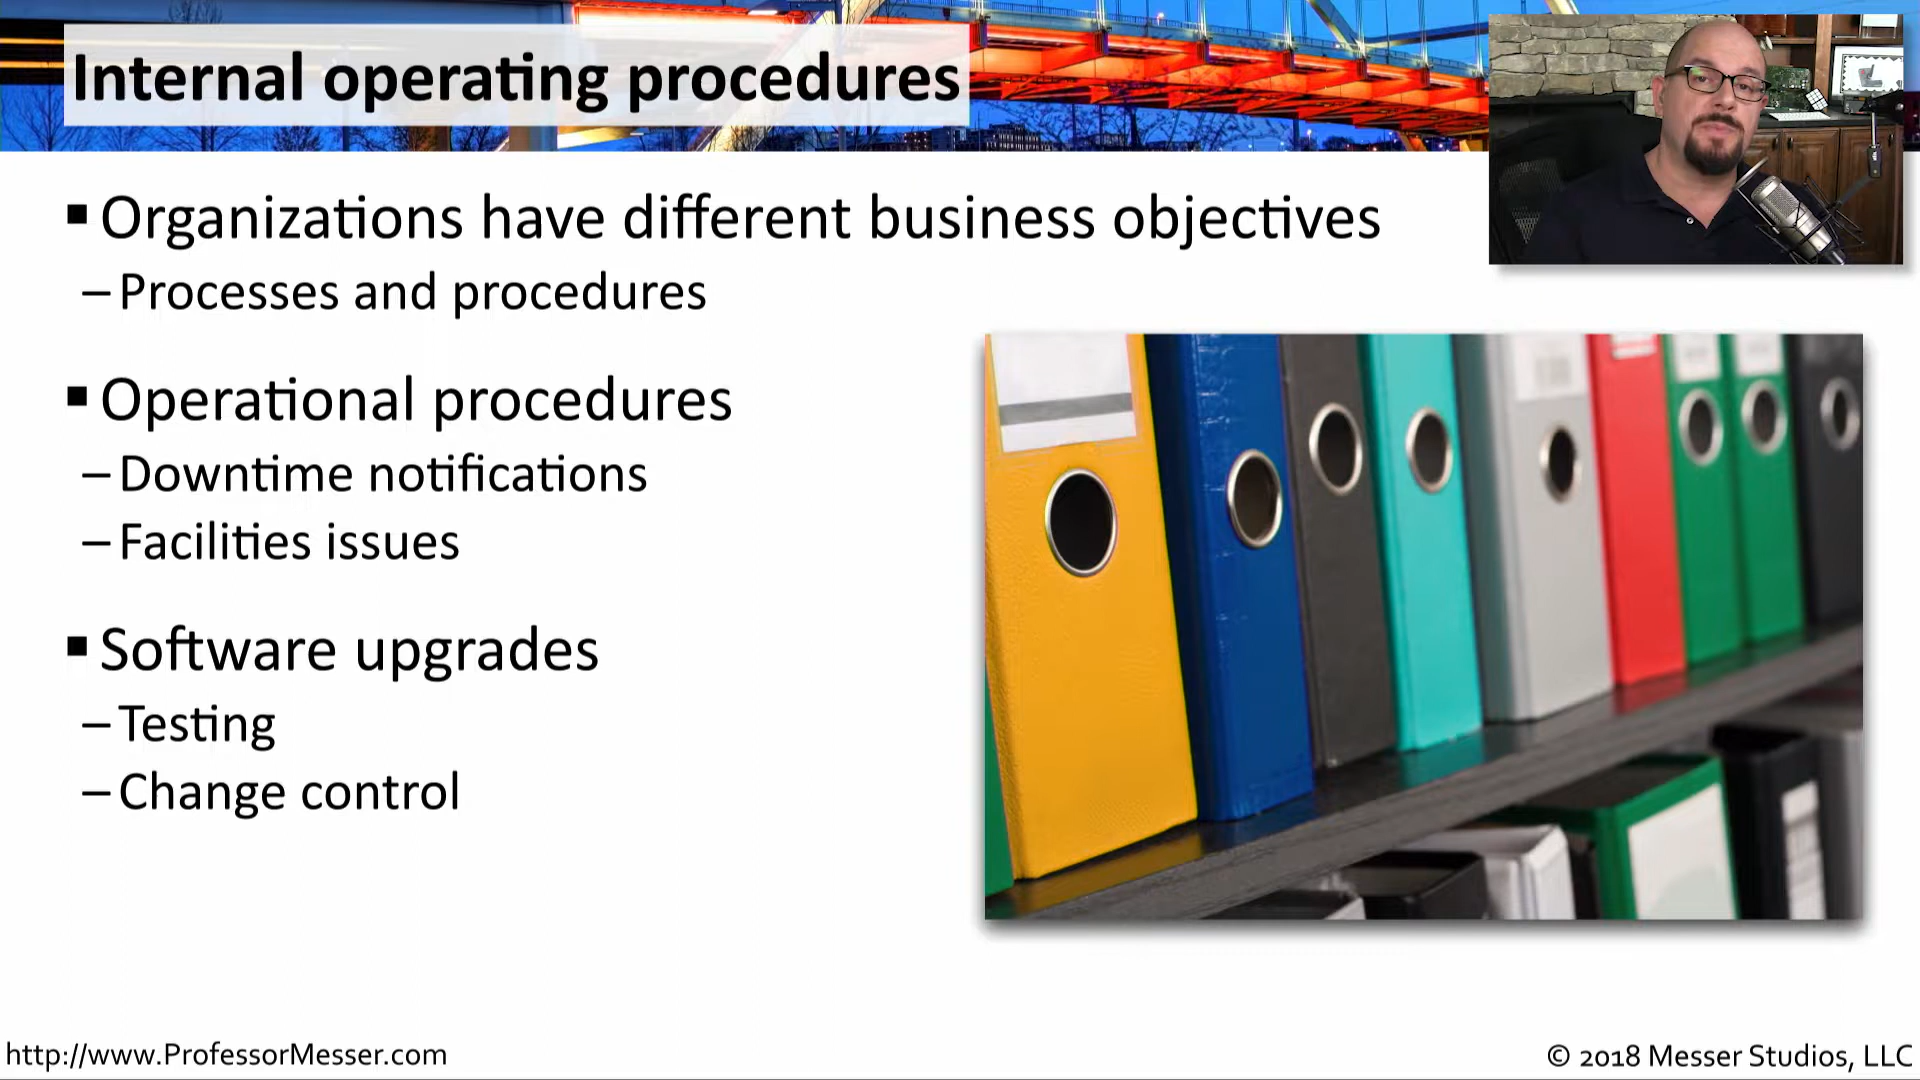 Internal operating procedures
▪ Organizations have different business objectives
– Processes and procedures
▪ Operational procedures
– Downtime notifications
– Facilities issues
▪ Software upgrades
– Testing
– Change control
http://www.ProfessorMesser.com
© 2018 Messer Studios, LLC